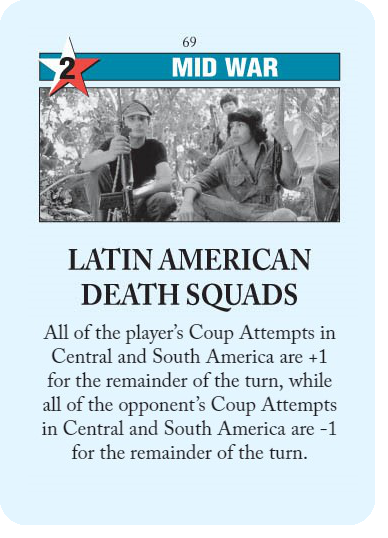 69
2
MID WAR
LATIN AMERICAN
DEATH SQUADS
All of the player's Coup Attempts in
Central and South America are +1
for the remainder of the turn, while
all of the opponent's Coup Attempts
in Central and South America are -1
for the remainder of the turn.